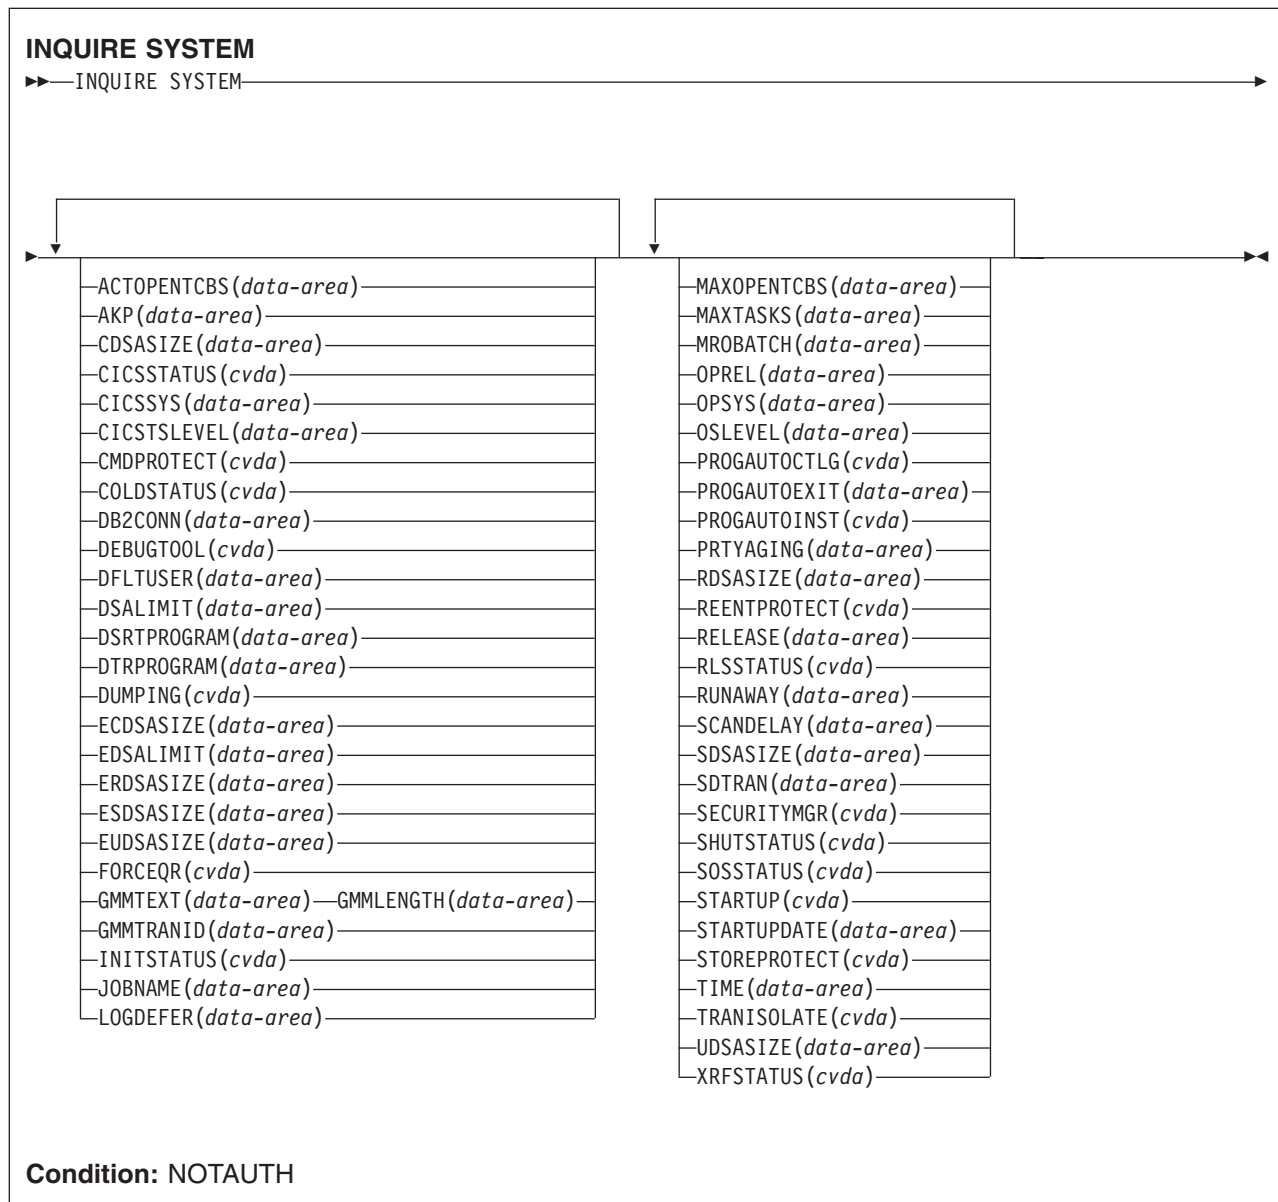 INQUIRE SYSTEM
INQUIRE SYSTEM
ACTOPENTCBS(data-area)
AKP(data-area)
CDSASIZE(data-area)
CICSSTATUS(cvda)
CICSSYS(data-area)
CICSTSLEVEL(data-area)
CMDPROTECT(cvda)
COLDSTATUS(cvda)
DB2CONN(data-area)
DEBUGTOOL(cvda)
DFLTUSER(data-area)
DSALIMIT(data-area)
DSRTPROGRAM(data-area)
DTRPROGRAM(data-area)
DUMPING(cvda)
ECDSASIZE(data-area)
EDSALIMIT(data-area)
ERDSASIZE(data-area)
ESDSASIZE(data-area)
EUDSASIZE(data-area)
FORCEQR(cvda)
GMMTEXT(data-area) GMMLENGTH(data-area)
GMMTRANID(data-area)
INITSTATUS(cvda)
JOBNAME(data-area)
LOGDEFER(data-area)
MAXOPENTCBS(data-area)
MAXTASKS(data-area)
MROBATCH(data-area)
OPREL(data-area)
OPSYS(data-area)
OSLEVEL(data-area)
PROGAUTOCTLG(cvda)
PROGAUTOEXIT(data-area)
PROGAUTOINST(cvda)
PRTYAGING(data-area)
RDSASIZE(data-area)
REENTPROTECT(cvda)
RELEASE(data-area)
RLSSTATUS(cvda)
RUNAWAY(data-area)
SCANDELAY(data-area)
SDSASIZE(data-area)
SDTRAN(data-area)
SECURITYMGR(cvda)
SHUTSTATUS(cvda)
SOSSTATUS(cvda)
STARTUP(cvda)
STARTUPDATE(data-area)
STOREPROTECT(cvda)
TIME(data-area)
TRANISOLATE(cvda)
UDSASIZE(data-area)
XRFSTATUS(cvda)
Condition: NOTAUTH